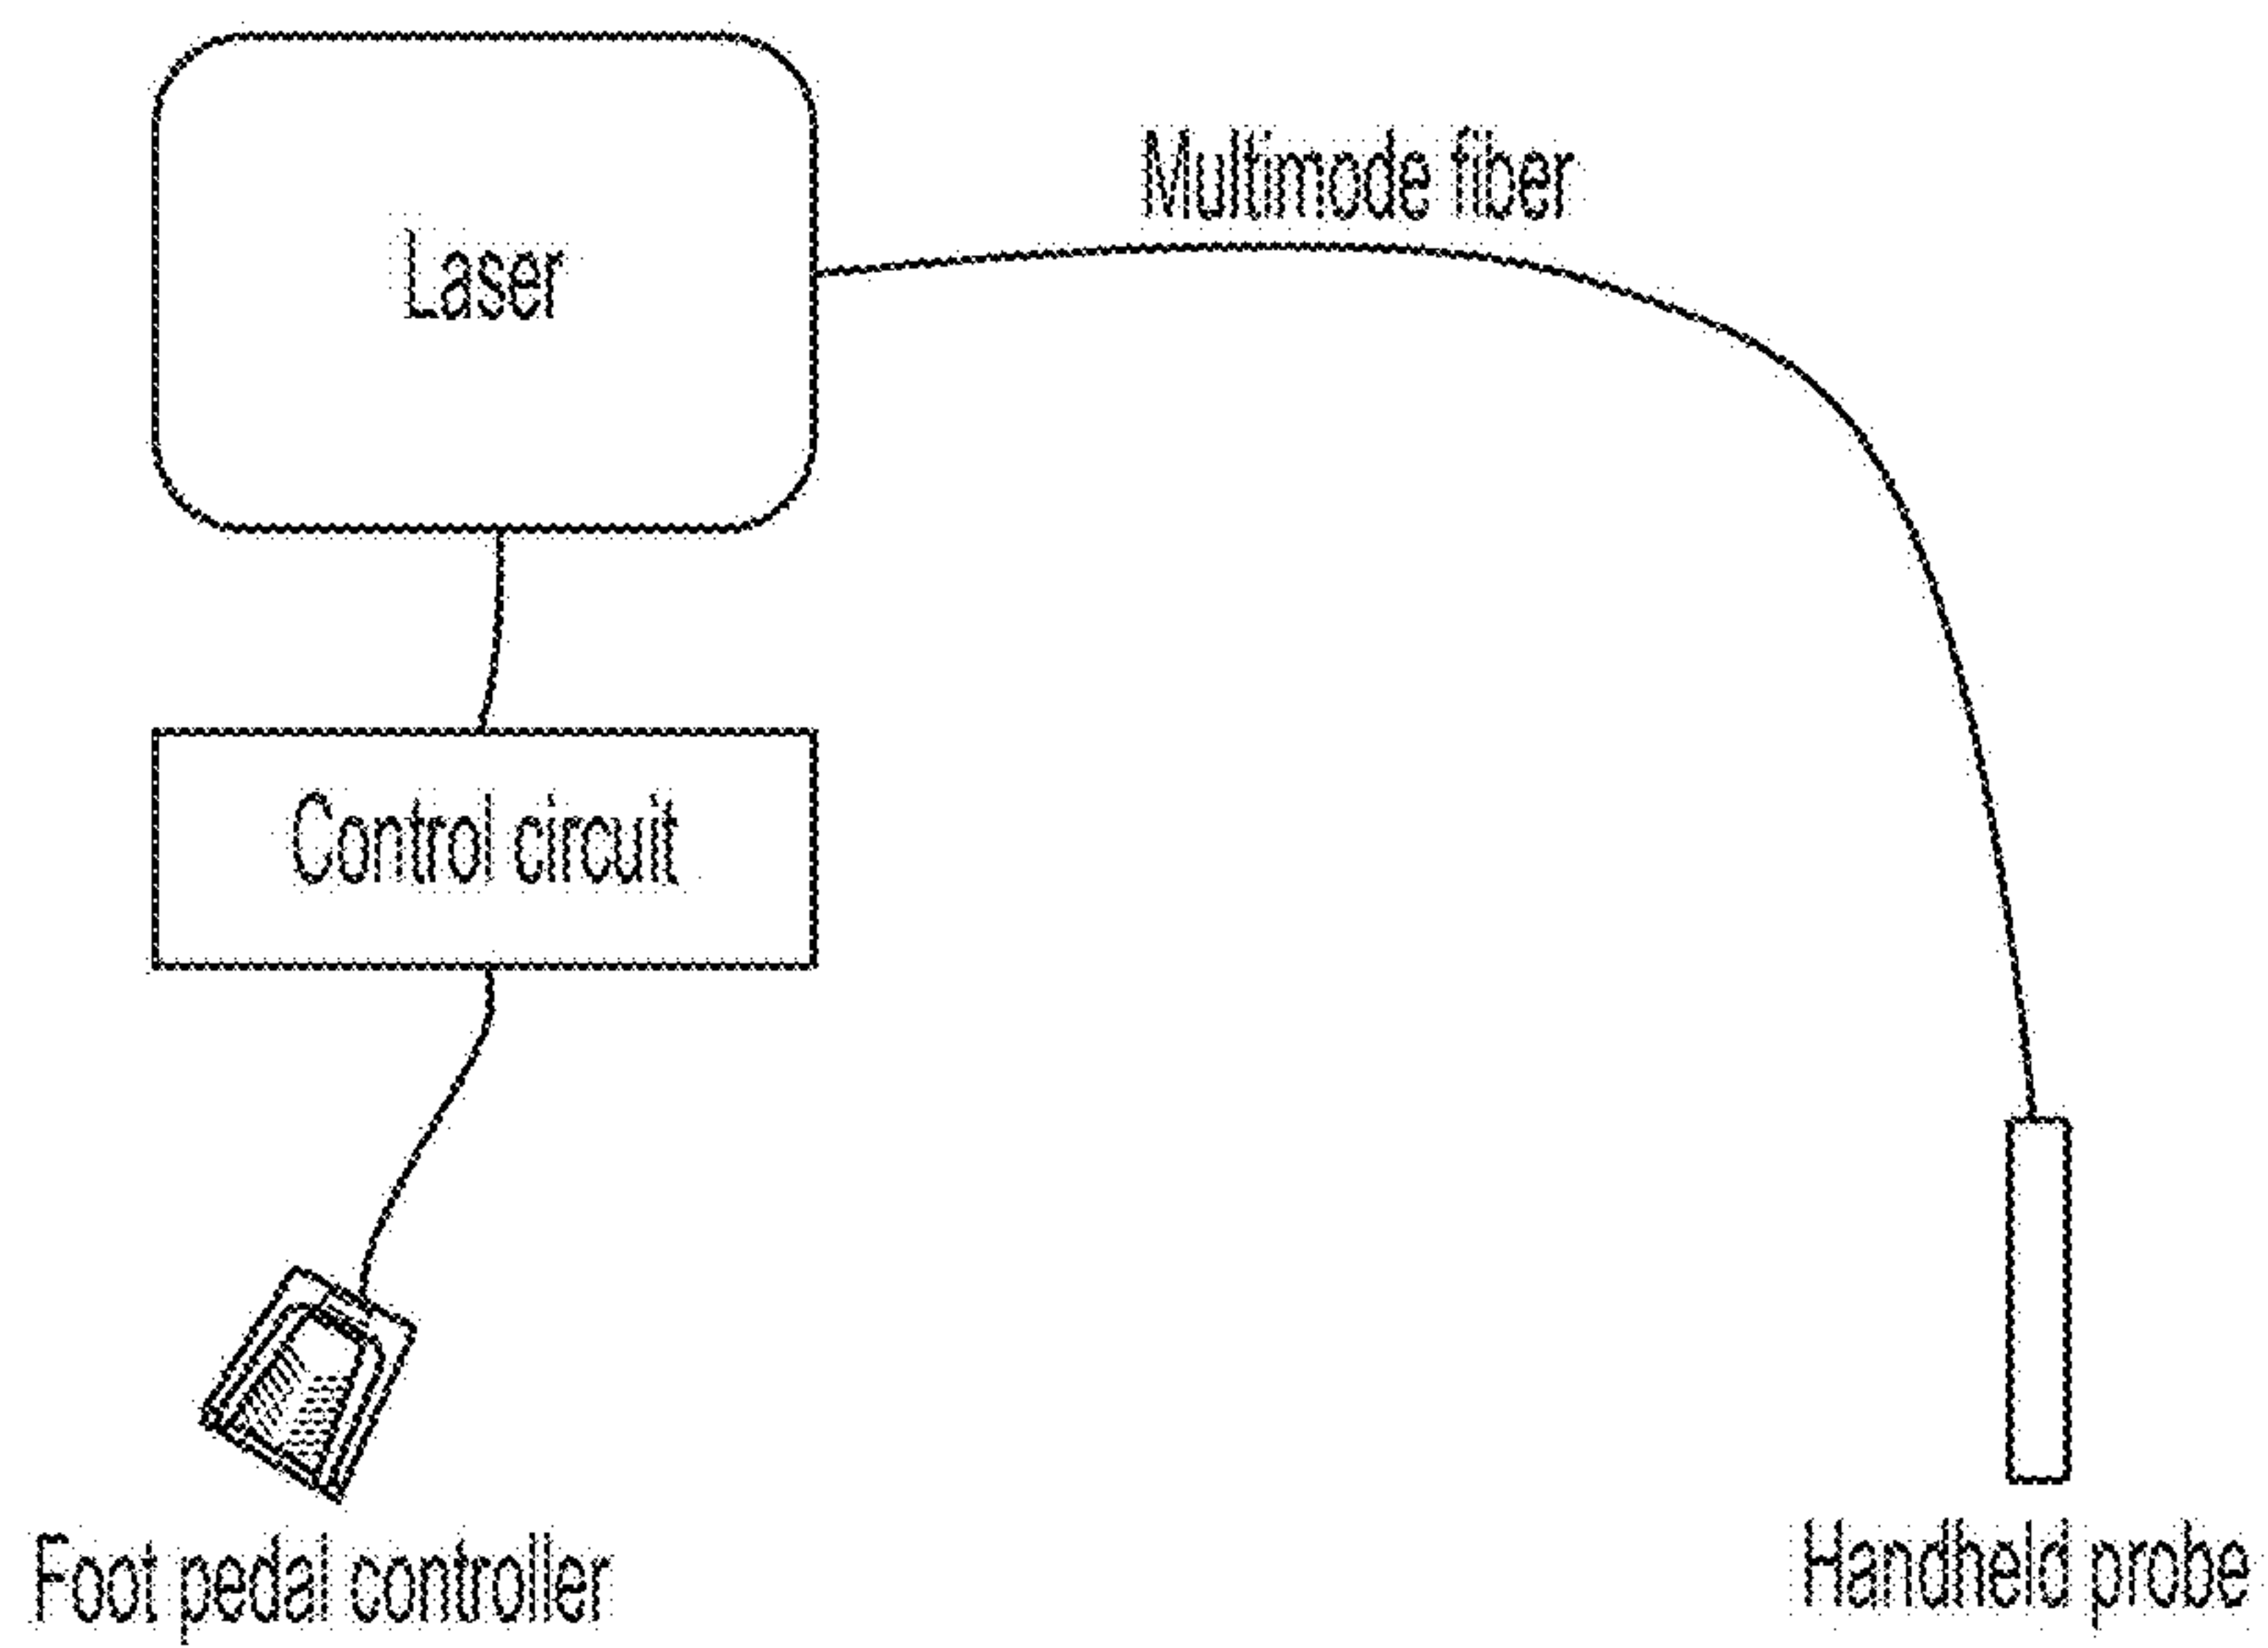 Multimode fiber
Laser
Control circuit
Foot pedal controller
Handheld probe